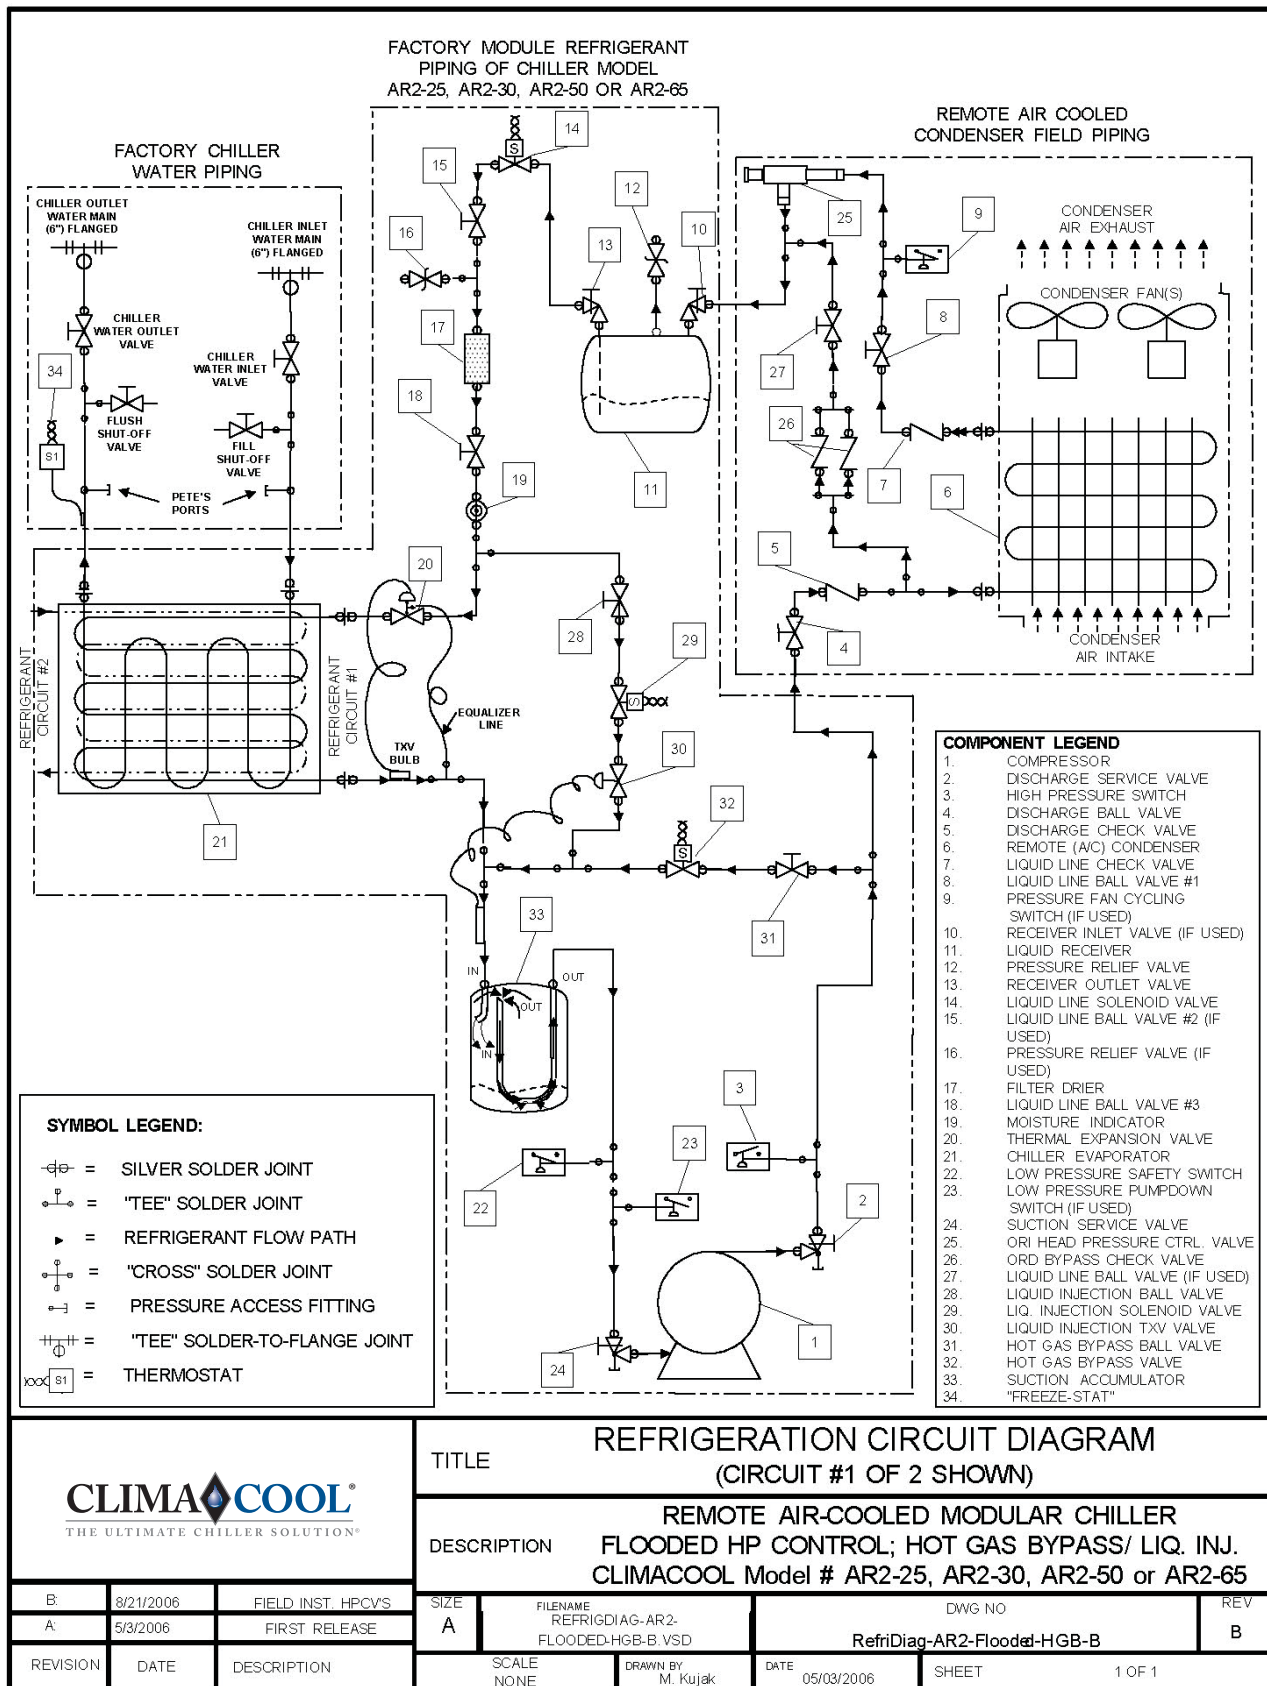 FACTORY MODULE REFRIGERANT
PIPING OF CHILLER MODEL
AR2-25, AR2-30, AR2-50 OR AR2-65
REMOTE AIR COOLED
CONDENSER FIELD PIPING
FACTORY CHILLER
WATER PIPING
CHILLER OUTLET
WATER MAIN
(6") FLANGED
CHILLER INLET
WATER MAIN
(6") FLANGED
CHILLER
WATER OUTLET
VALVE
CHILLER
WATER INLET
VALVE
34
S1
FLUSH
SHUT-OFF
VALVE
FILL
SHUT-OFF
VALVE
PETE'S
PORTS
14
S
15
16
17
18
19
13
12
10
11
25
9
CONDENSER
AIR EXHAUST
CONDENSER FAN(S)
8
27
26
7
6
5
4
CONDENSER
AIR INTAKE
20
REFRIGERANT
CIRCUIT #2
REFRIGERANT
CIRCUIT #1
EQUALIZER
LINE
TXV
BULB
21
28
29
S
30
32
S
31
33
IN
OUT
OUT
IN
3
23
22
2
1
24
COMPONENT LEGEND
1. COMPRESSOR
2. DISCHARGE SERVICE VALVE
3. HIGH PRESSURE SWITCH
4. DISCHARGE BALL VALVE
5. DISCHARGE CHECK VALVE
6. REMOTE (A/C) CONDENSER
7. LIQUID LINE CHECK VALVE
8. LIQUID LINE BALL VALVE #1
9. PRESSURE FAN CYCLING
SWITCH (IF USED)
10. RECEIVER INLET VALVE (IF USED)
11. LIQUID RECEIVER
12. PRESSURE RELIEF VALVE
13. RECEIVER OUTLET VALVE
14. LIQUID LINE SOLENOID VALVE
15. LIQUID LINE BALL VALVE #2 (IF
USED)
16. PRESSURE RELIEF VALVE (IF
USED)
17. FILTER DRIER
18. LIQUID LINE BALL VALVE #3
19. MOISTURE INDICATOR
20. THERMAL EXPANSION VALVE
21. CHILLER EVAPORATOR
22. LOW PRESSURE SAFETY SWITCH
23. LOW PRESSURE PUMPDOWN
SWITCH (IF USED)
24. SUCTION SERVICE VALVE
25. ORI HEAD PRESSURE CTRL. VALVE
26. ORD BYPASS CHECK VALVE
27. LIQUID LINE BALL VALVE (IF USED)
28. LIQUID INJECTION BALL VALVE
29. LIQ. INJECTION SOLENOID VALVE
30. LIQUID INJECTION TXV VALVE
31. HOT GAS BYPASS BALL VALVE
32. HOT GAS BYPASS VALVE
33. SUCTION ACCUMULATOR
34. "FREEZE-STAT"
SYMBOL LEGEND:
= SILVER SOLDER JOINT
= "TEE" SOLDER JOINT
= REFRIGERANT FLOW PATH
= "CROSS" SOLDER JOINT
= PRESSURE ACCESS FITTING
= "TEE" SOLDER-TO-FLANGE JOINT
S1 = THERMOSTAT
CLIMACOOL®
THE ULTIMATE CHILLER SOLUTION®
TITLE
REFRIGERATION CIRCUIT DIAGRAM
(CIRCUIT #1 OF 2 SHOWN)
DESCRIPTION
REMOTE AIR-COOLED MODULAR CHILLER
FLOODED HP CONTROL; HOT GAS BYPASS/ LIQ. INJ.
CLIMACOOL Model # AR2-25, AR2-30, AR2-50 or AR2-65
B: 8/21/2006 FIELD INST. HPCV'S
A: 5/3/2006 FIRST RELEASE
REVISION DATE DESCRIPTION
SIZE
A
FILENAME
REFRIGDIAG-AR2-
FLOODED-HGB-B.VSD
DWG NO
RefriDiag-AR2-Flooded-HGB-B
REV
B
SCALE
NONE
DRAWN BY
M. Kujak
DATE
05/03/2006
SHEET 1 OF 1